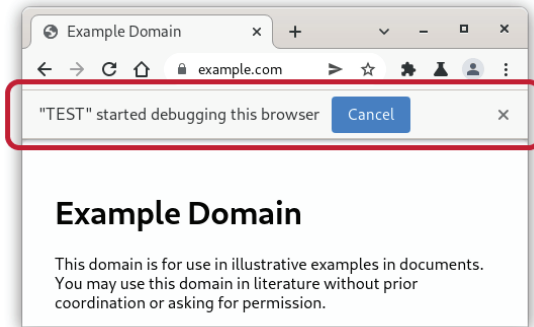 Example Domain
example.com
"TEST" started debugging this browser Cancel
Example Domain
This domain is for use in illustrative examples in documents.
You may use this domain in literature without prior
coordination or asking for permission.